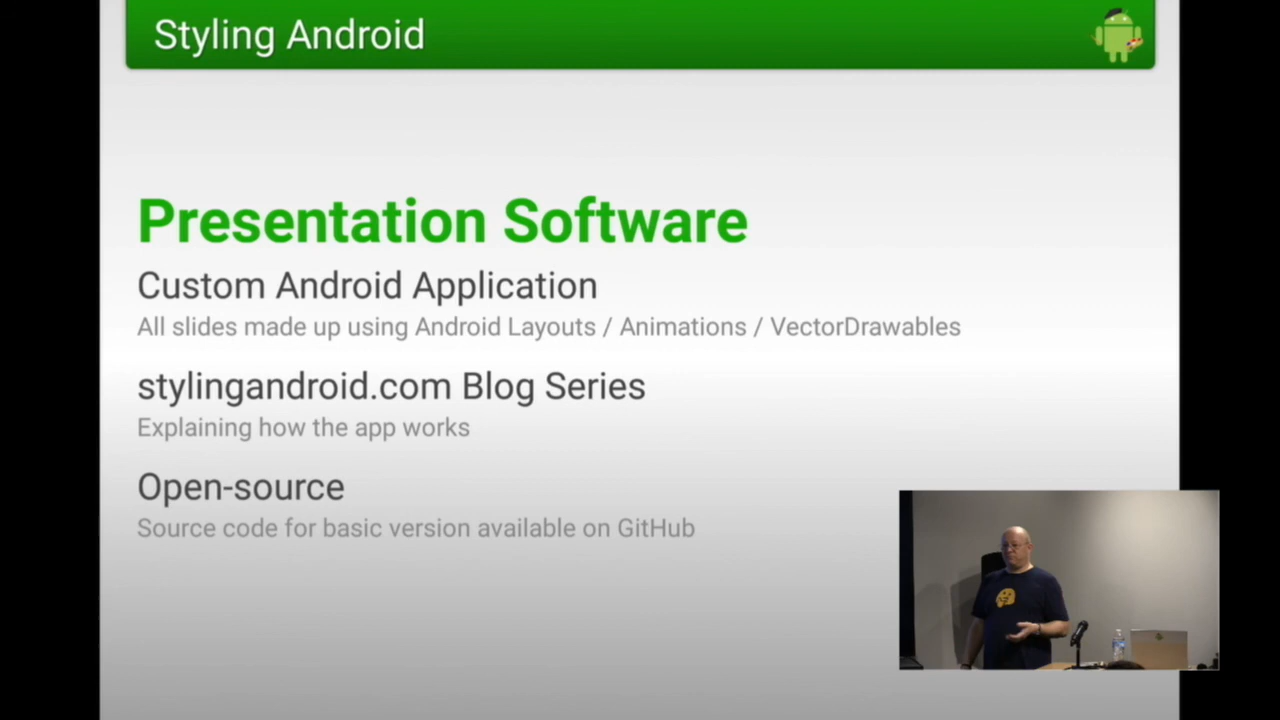 Styling Android
Presentation Software
Custom Android Application
All slides made up using Android Layouts / Animations / VectorDrawables
stylingandroid.com Blog Series
Explaining how the app works
Open-source
Source code for basic version available on GitHub